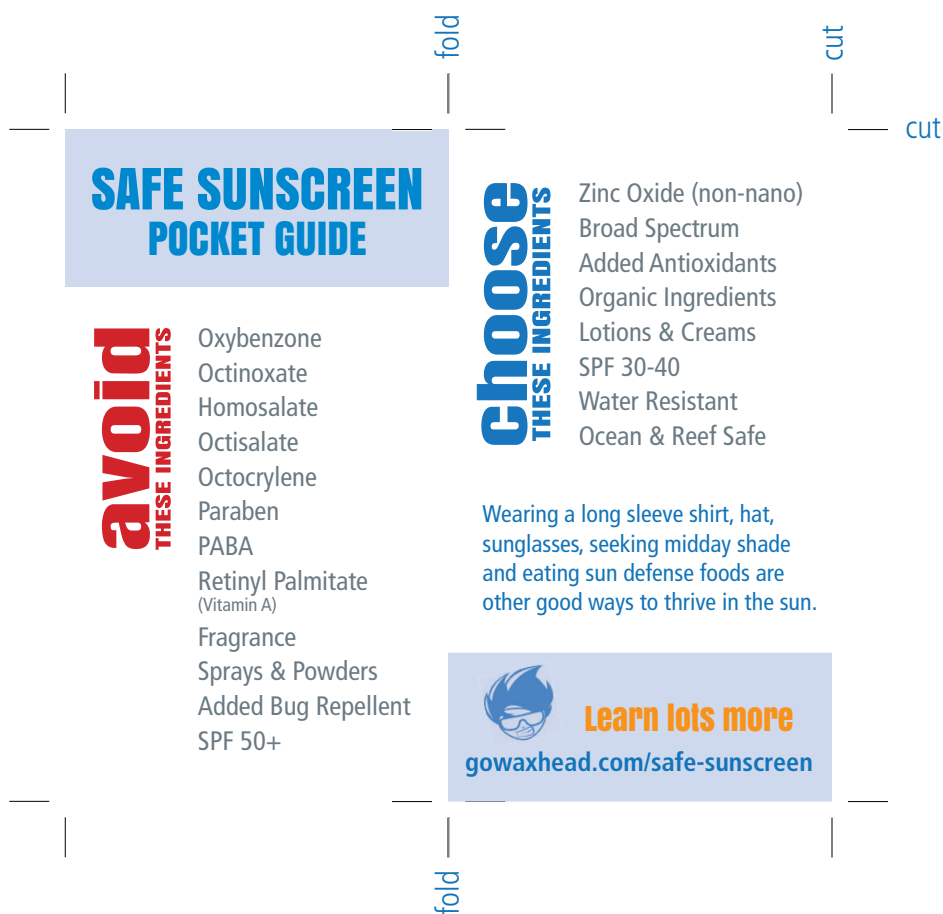 fold
cut
cut
SAFE SUNSCREEN
POCKET GUIDE
avoid
THESE INGREDIENTS
Oxybenzone
Octinoxate
Homosalate
Octisalate
Octocrylene
Paraben
PABA
Retinyl Palmitate
(Vitamin A)
Fragrance
Sprays & Powders
Added Bug Repellent
SPF 50+
choose
THESE INGREDIENTS
Zinc Oxide (non-nano)
Broad Spectrum
Added Antioxidants
Organic Ingredients
Lotions & Creams
SPF 30-40
Water Resistant
Ocean & Reef Safe
Wearing a long sleeve shirt, hat,
sunglasses, seeking midday shade
and eating sun defense foods are
other good ways to thrive in the sun.
Learn lots more
gowaxhead.com/safe-sunscreen
fold